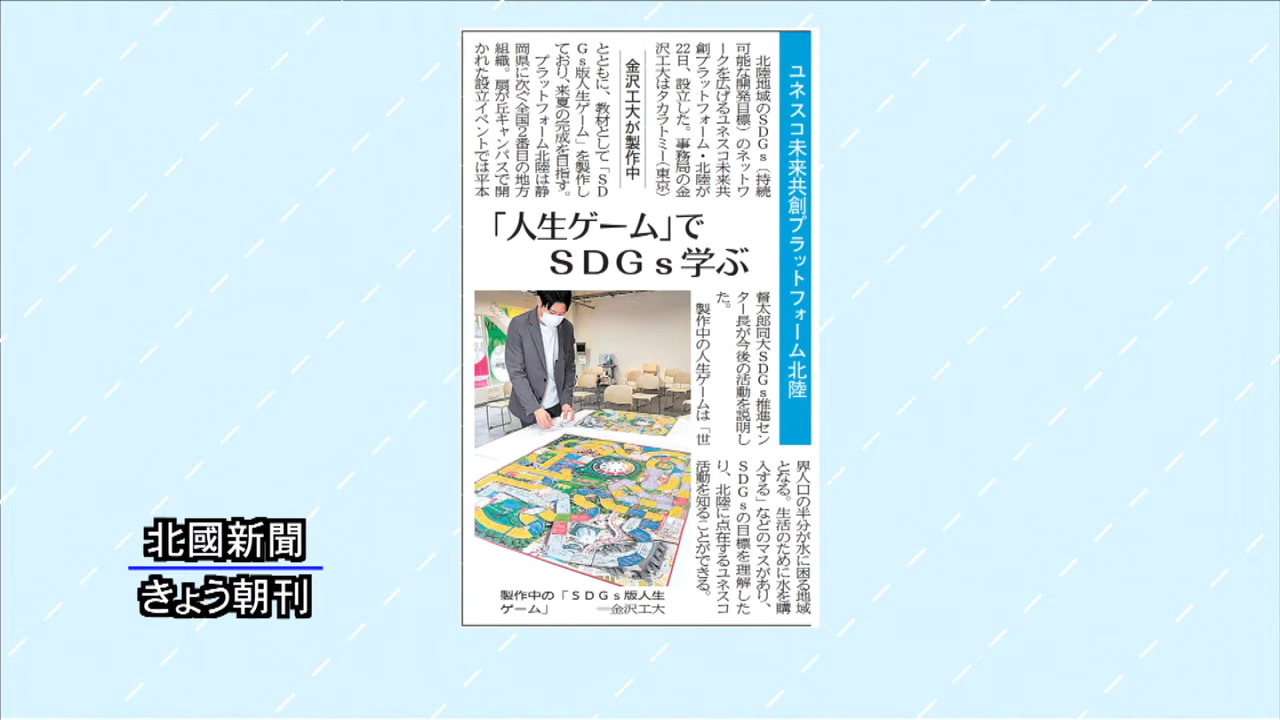 ユネスコ未来共創プラットフォーム北陸
「人生ゲーム」で
SDGs学ぶ
金沢工大が製作中
北陸地域のSDGs(持続
可能な開発目標)のネットワ
ークを広げるユネスコ未来共
創プラットフォーム・北陸が
22日、設立した。事務局の金
沢工大はタカラトミー(東京)
とともに、教材として「SD
Gs版人生ゲーム」を製作し
ており、来夏の完成を目指す。
プラットフォーム北陸は静
岡県に次ぐ全国2番目の地方
組織。扇が丘キャンパスで開
かれた設立イベントでは平本
督太郎同大SDGs推進セン
ター長が今後の活動を説明し
た。
製作中の人生ゲームは「世
界人口の半分が水に困る地域
となる。生活のために水を購
入する」などのマスがあり、
SDGsの目標を理解した
り、北陸に点在するユネスコ
活動を知ることができる。
製作中の「SDGs版人生
ゲーム」 ―金沢工大
北國新聞
きょう朝刊